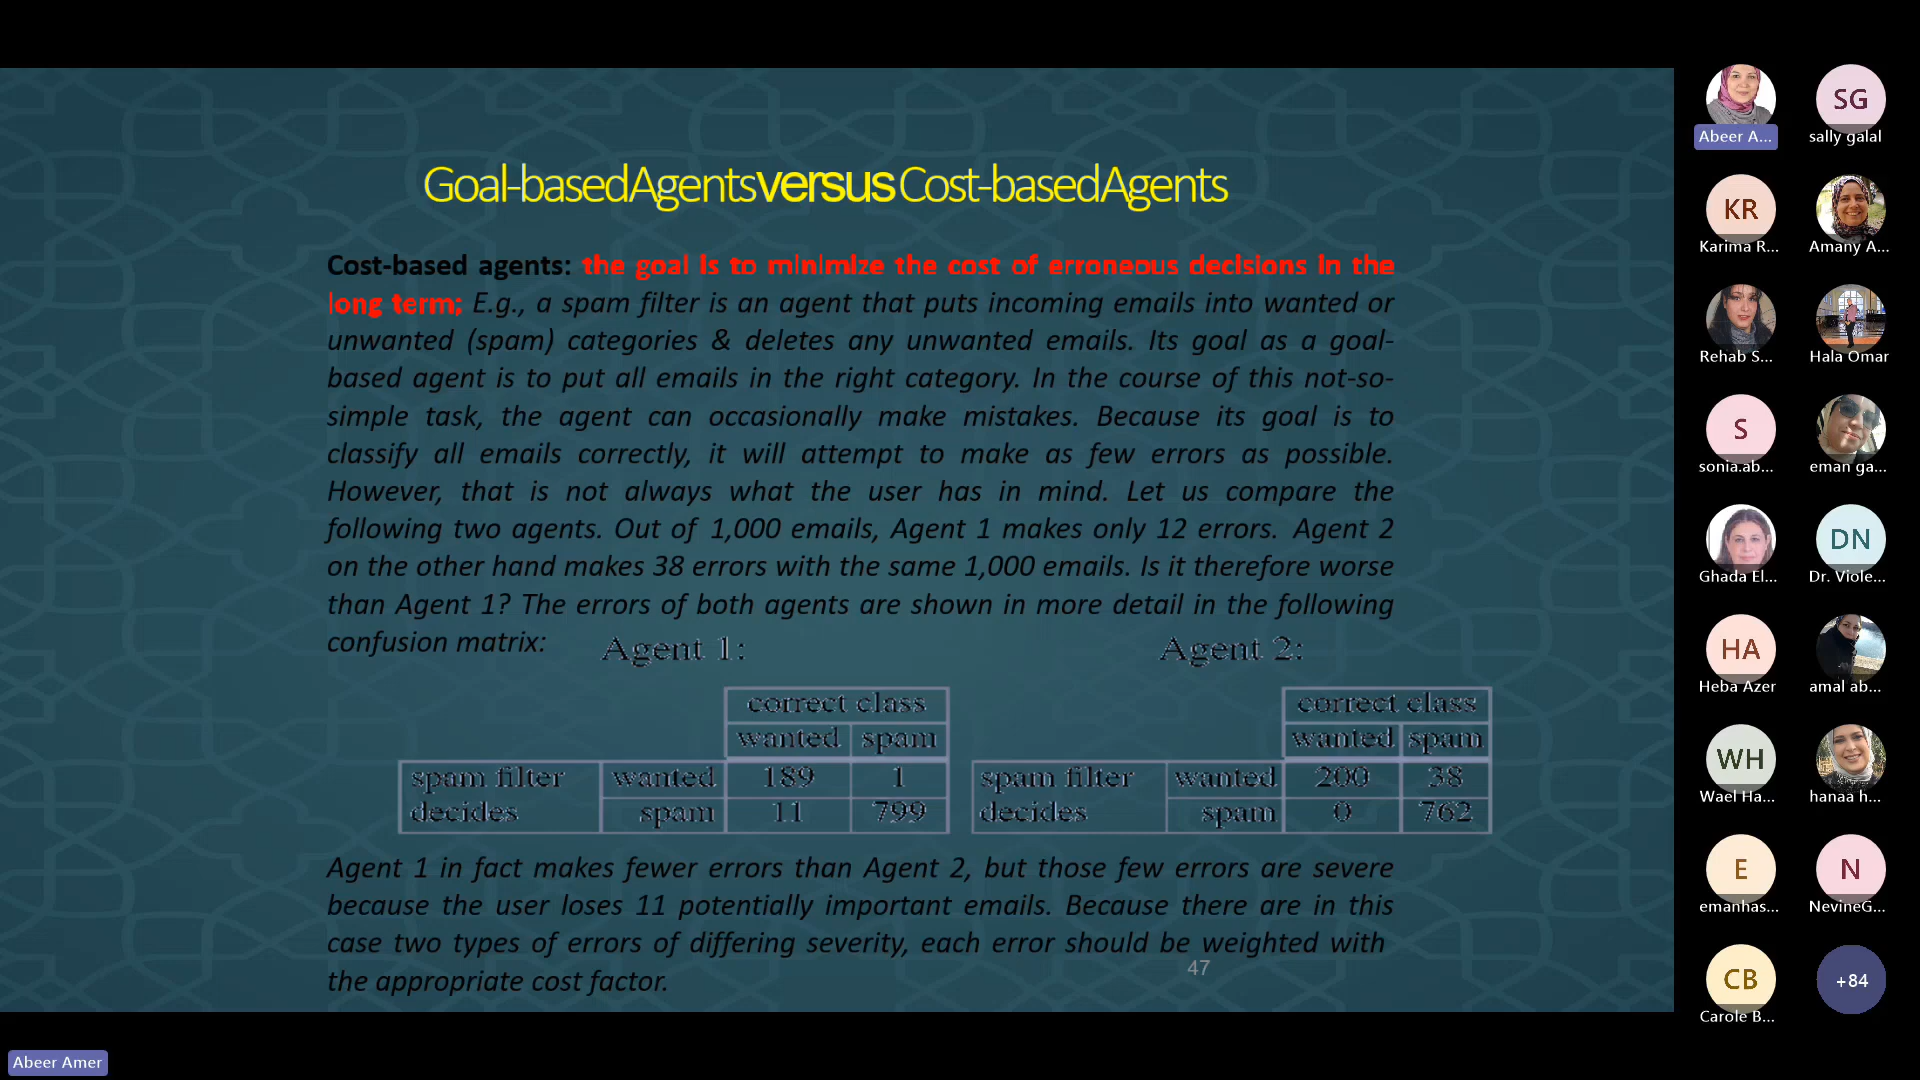 Goal-basedAgentsversusCost-basedAgents
Cost-based agents: the goal is to minimize the cost of erroneous decisions in the
long term; E.g., a spam filter is an agent that puts incoming emails into wanted or
unwanted (spam) categories & deletes any unwanted emails. Its goal as a goal-
based agent is to put all emails in the right category. In the course of this not-so-
simple task, the agent can occasionally make mistakes. Because its goal is to
classify all emails correctly, it will attempt to make as few errors as possible.
However, that is not always what the user has in mind. Let us compare the
following two agents. Out of 1,000 emails, Agent 1 makes only 12 errors. Agent 2
on the other hand makes 38 errors with the same 1,000 emails. Is it therefore worse
than Agent 1? The errors of both agents are shown in more detail in the following
confusion matrix:
Agent 1:
correct class
wanted spam
spam filter wanted 189 1
decides spam 11 799
Agent 2:
correct class
wanted spam
spam filter wanted 200 38
decides spam 0 762
Agent 1 in fact makes fewer errors than Agent 2, but those few errors are severe
because the user loses 11 potentially important emails. Because there are in this
case two types of errors of differing severity, each error should be weighted with
the appropriate cost factor.
47
Abeer A...
SG
sally galal
KR
Karima R...
Amany A...
Rehab S...
Hala Omar
S
sonia.ab...
eman ga...
Ghada El...
DN
Dr. Viole...
HA
Heba Azer
amal ab...
WH
Wael Ha...
hanaa h...
E
emanhas...
N
NevineG...
CB
Carole B...
+84
Abeer Amer